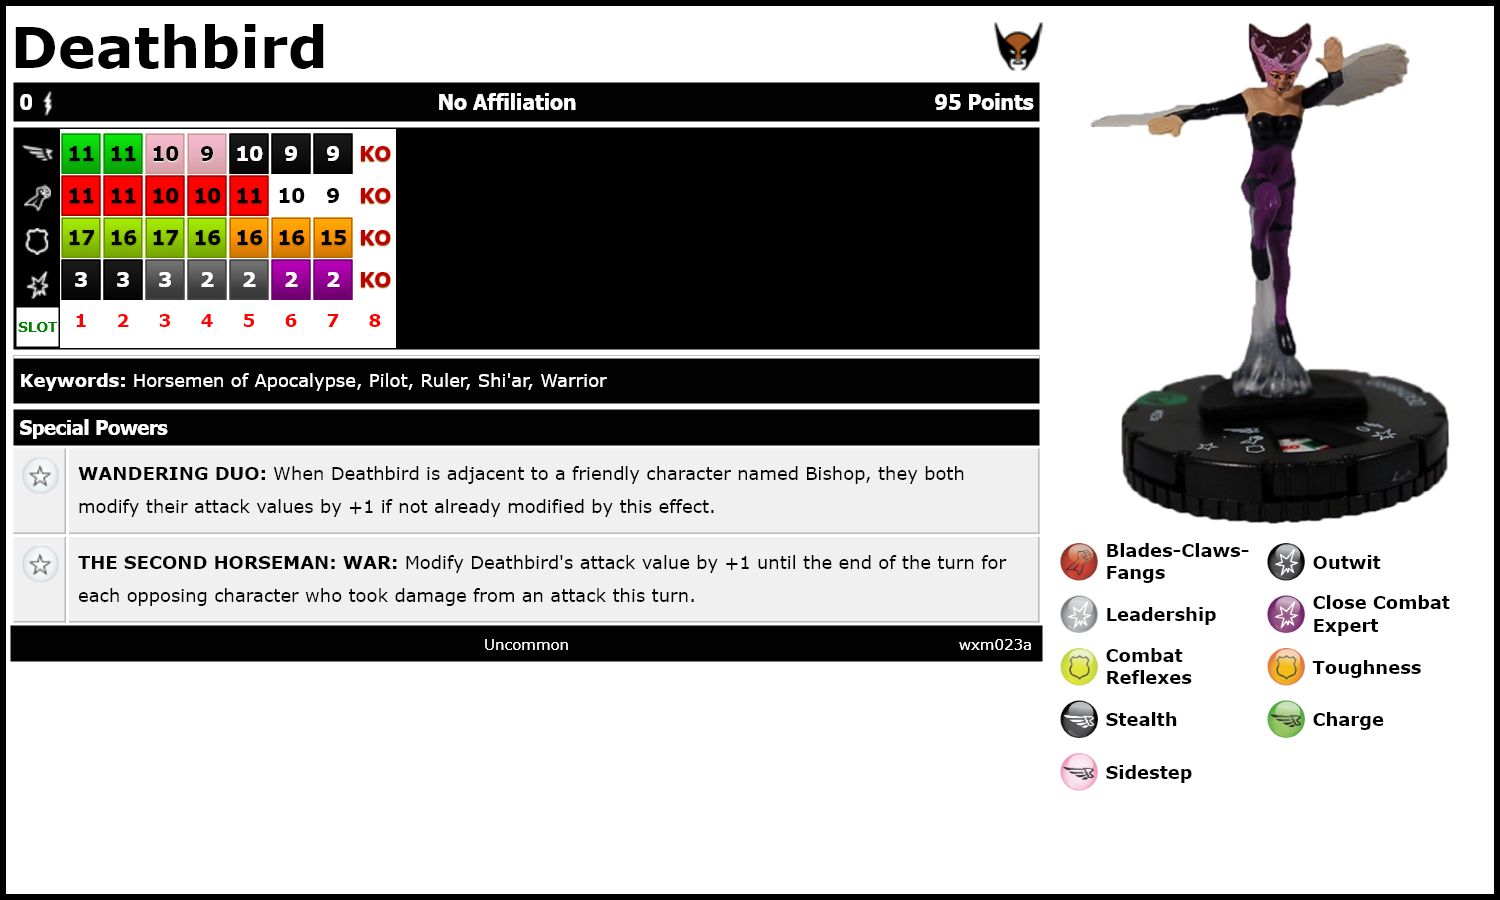 Deathbird
0 No Affiliation 95 Points
11 11 10 9 10 9 9 KO
11 11 10 10 11 10 9 KO
17 16 17 16 16 16 15 KO
3 3 3 2 2 2 2 KO
SLOT 1 2 3 4 5 6 7 8
Keywords: Horsemen of Apocalypse, Pilot, Ruler, Shi'ar, Warrior
Special Powers
WANDERING DUO: When Deathbird is adjacent to a friendly character named Bishop, they both
modify their attack values by +1 if not already modified by this effect.
THE SECOND HORSEMAN: WAR: Modify Deathbird's attack value by +1 until the end of the turn for
each opposing character who took damage from an attack this turn.
Uncommon wxm023a
Blades-Claws-
Fangs
Outwit
Leadership
Close Combat
Expert
Combat
Reflexes
Toughness
Stealth
Charge
Sidestep